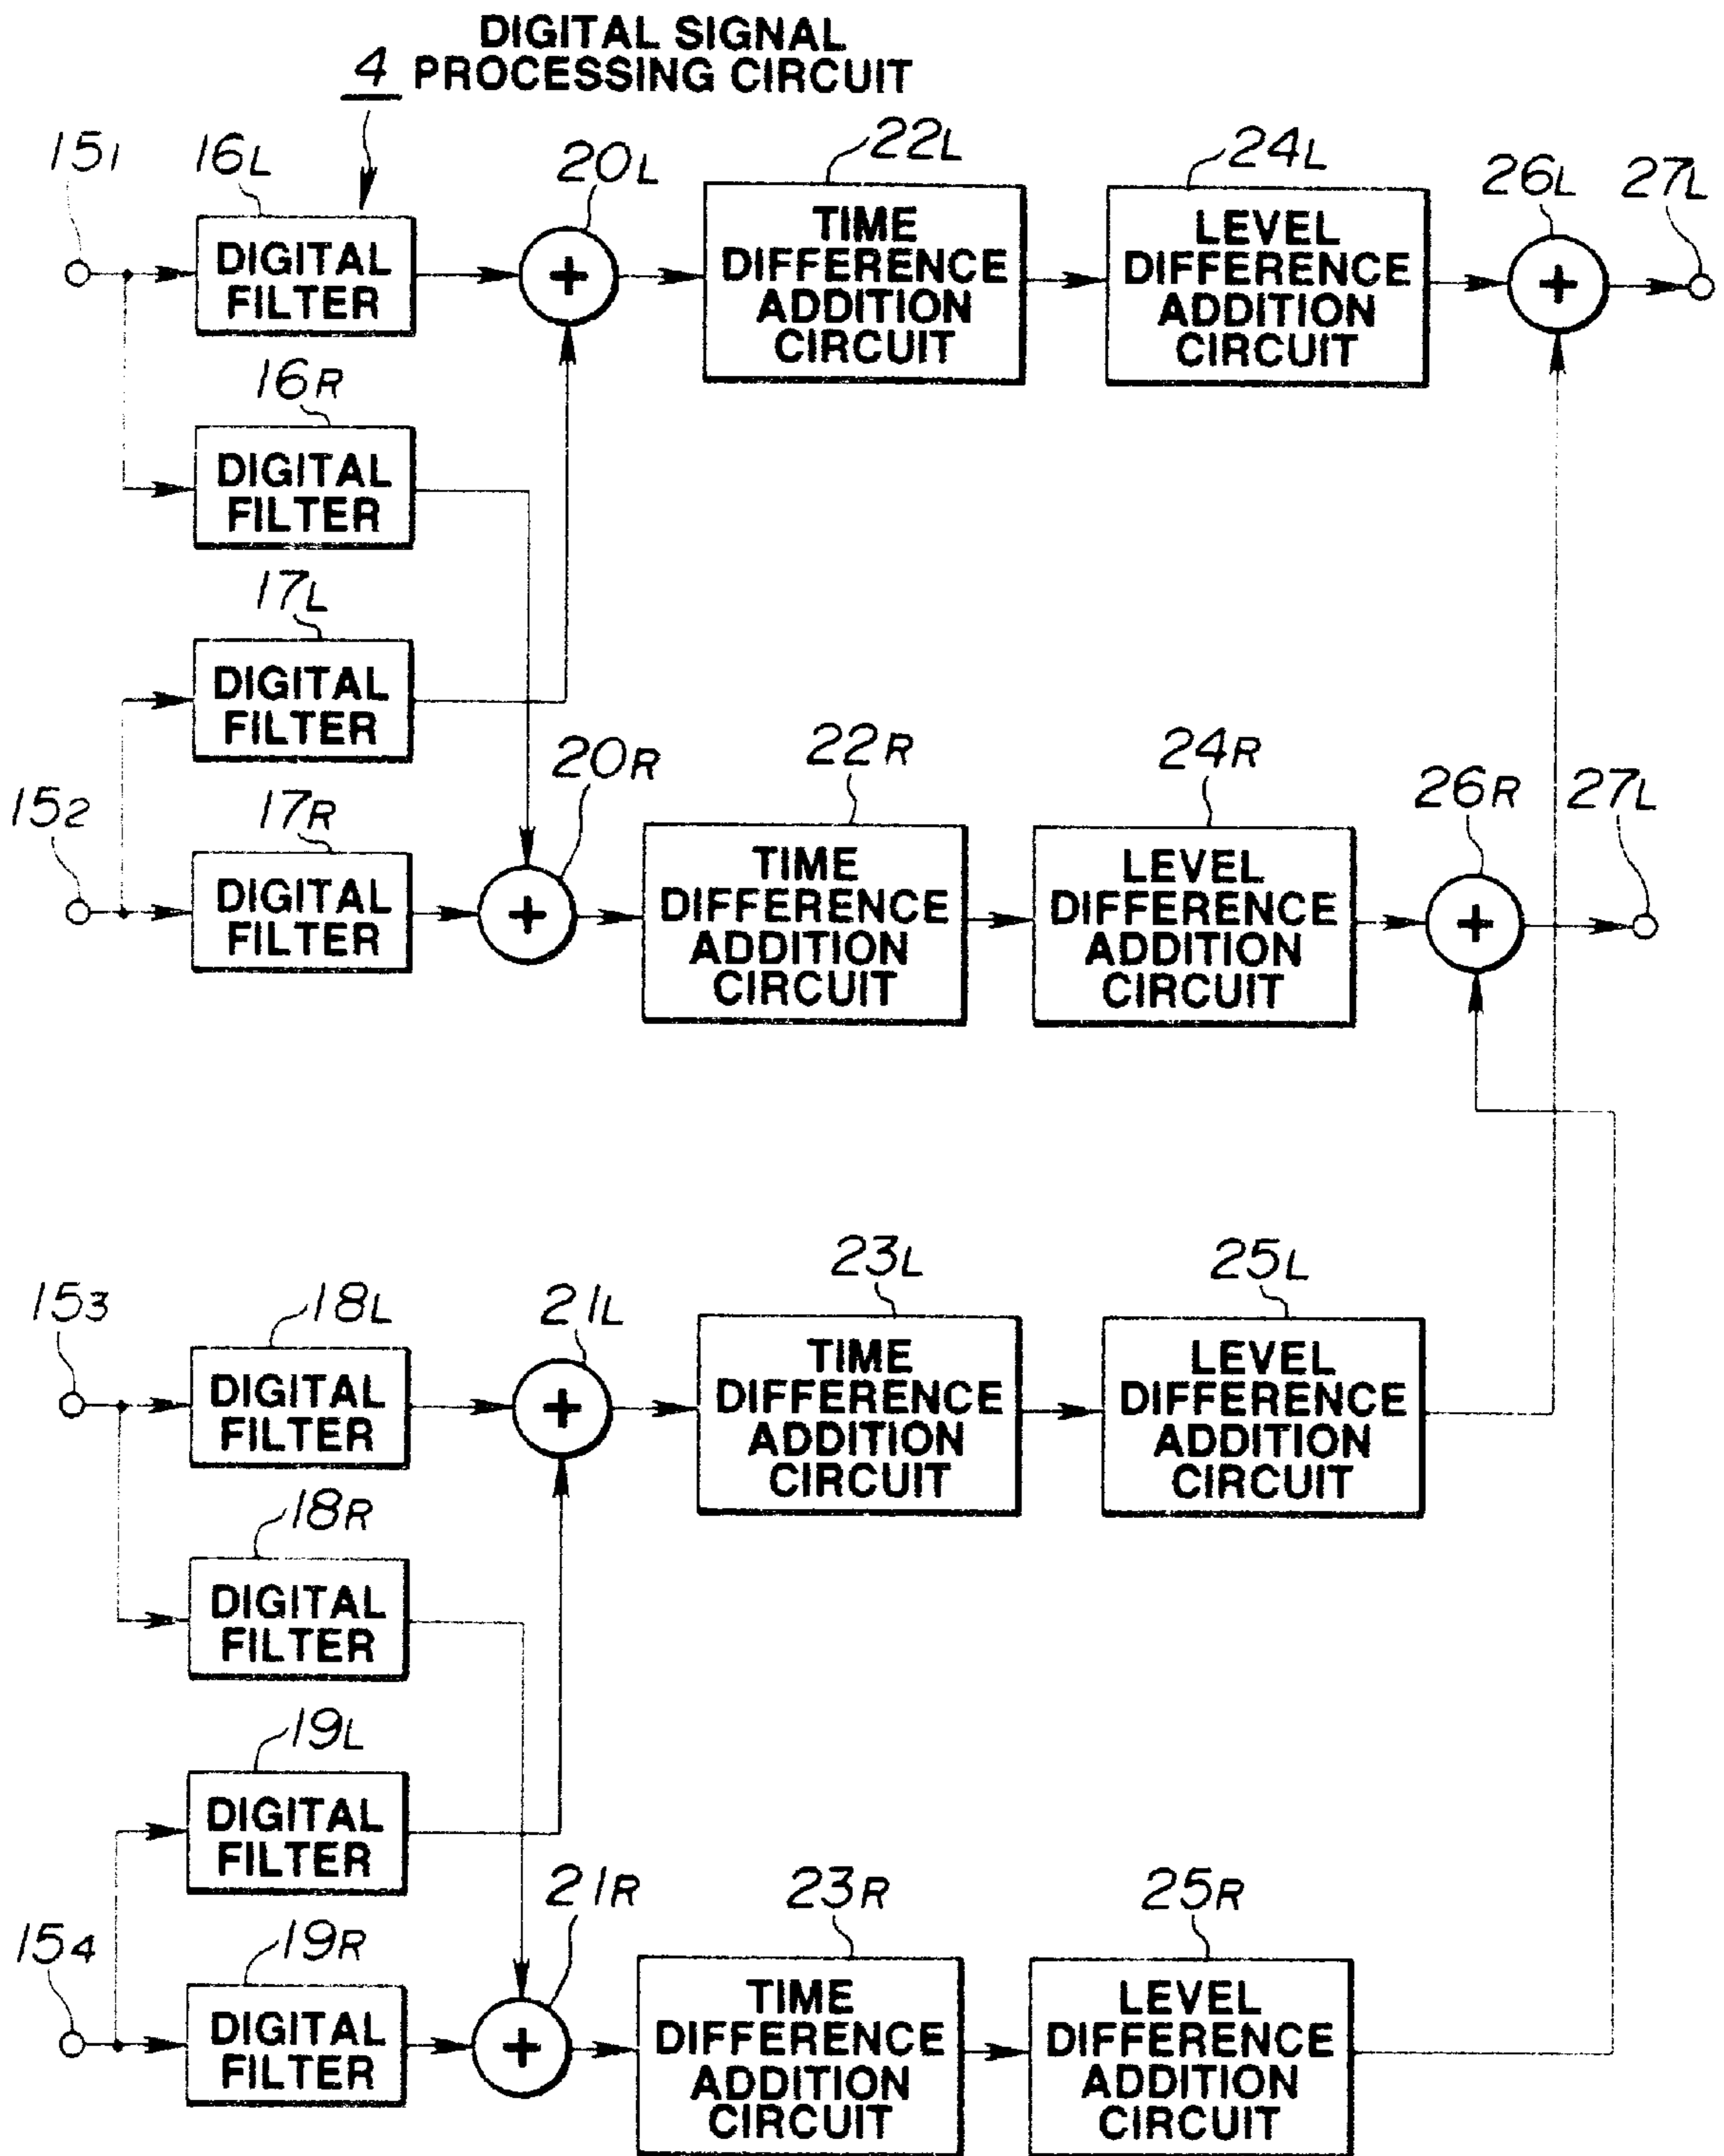 DIGITAL SIGNAL
4 PROCESSING CIRCUIT
151
16L
20L
22L
24L
26L
27L
DIGITAL
FILTER
+
TIME
DIFFERENCE
ADDITION
CIRCUIT
LEVEL
DIFFERENCE
ADDITION
CIRCUIT
+
16R
DIGITAL
FILTER
17L
DIGITAL
FILTER
152
17R
20R
22R
24R
26R
27L
DIGITAL
FILTER
+
TIME
DIFFERENCE
ADDITION
CIRCUIT
LEVEL
DIFFERENCE
ADDITION
CIRCUIT
+
153
18L
21L
23L
25L
DIGITAL
FILTER
+
TIME
DIFFERENCE
ADDITION
CIRCUIT
LEVEL
DIFFERENCE
ADDITION
CIRCUIT
18R
DIGITAL
FILTER
19L
DIGITAL
FILTER
154
19R
21R
23R
25R
DIGITAL
FILTER
+
TIME
DIFFERENCE
ADDITION
CIRCUIT
LEVEL
DIFFERENCE
ADDITION
CIRCUIT